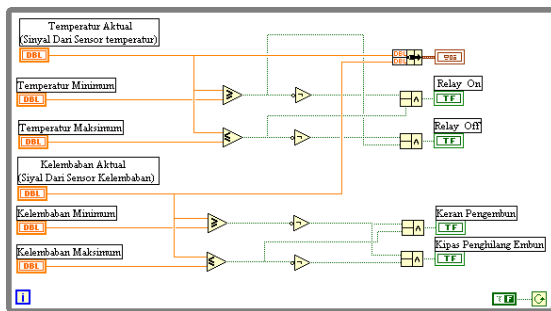 Temperatur Aktual
(Sinyal Dari Sensor temperatur)
DBL
DBL
DBL
Temperatur Minimum
DBL
Relay On
TF
Temperatur Maksimum
DBL
Relay Off
TF
Kelembaban Aktual
(Siyal Dari Sensor Kelembaban)
DBL
Kelembaban Minimum
DBL
Keran Pengembun
TF
Kelembaban Maksimum
DBL
Kipas Penghilang Embun
TF
i
F